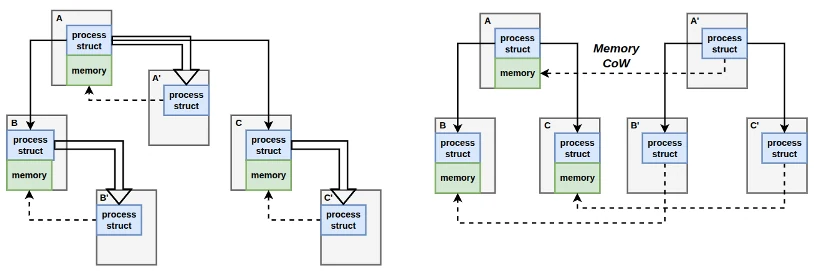 A
process
struct
memory
A'
process
struct
B
process
struct
memory
B'
process
struct
C
process
struct
memory
C'
process
struct
A
process
struct
memory
Memory
CoW
A'
process
struct
B
process
struct
memory
C
process
struct
memory
B'
process
struct
C'
process
struct